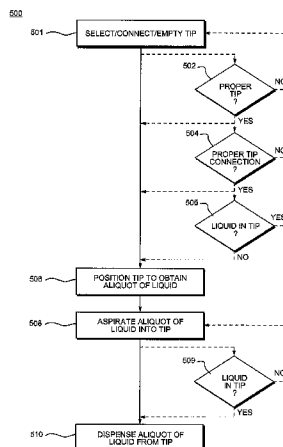 500
501
SELECT/CONNECT/EMPTY TIP
502
PROPER
TIP
?
NO
YES
504
PROPER TIP
CONNECTION
?
NO
YES
505
LIQUID IN TIP
?
YES
NO
506
POSITION TIP TO OBTAIN
ALIQUOT OF LIQUID
508
ASPIRATE ALIQUOT OF
LIQUID INTO TIP
509
LIQUID
IN TIP
?
NO
YES
510
DISPENSE ALIQUOT OF
LIQUID FROM TIP